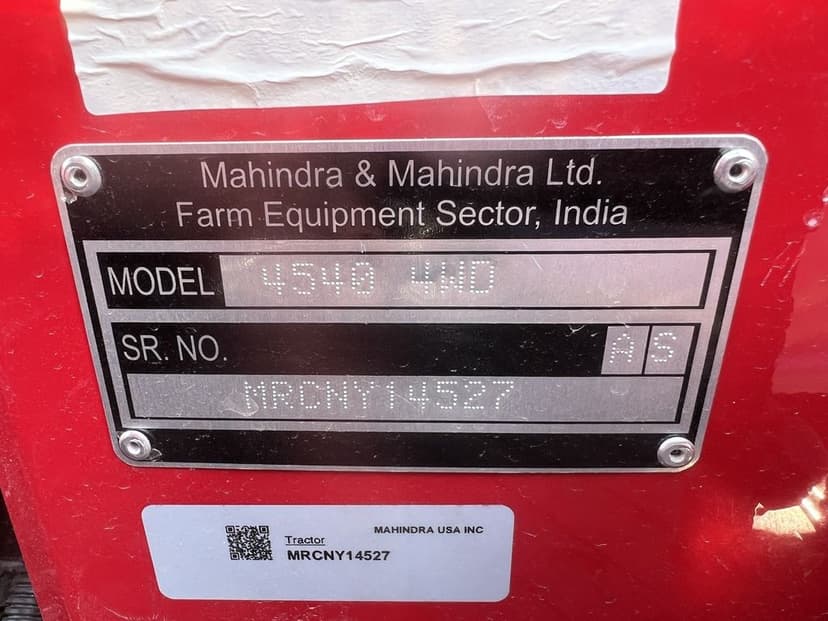 Mahindra & Mahindra Ltd.
Farm Equipment Sector, India
MODEL 4540 4WD
SR. NO. A S
MRCNY14527
MAHINDRA USA INC
Tractor
MRCNY14527